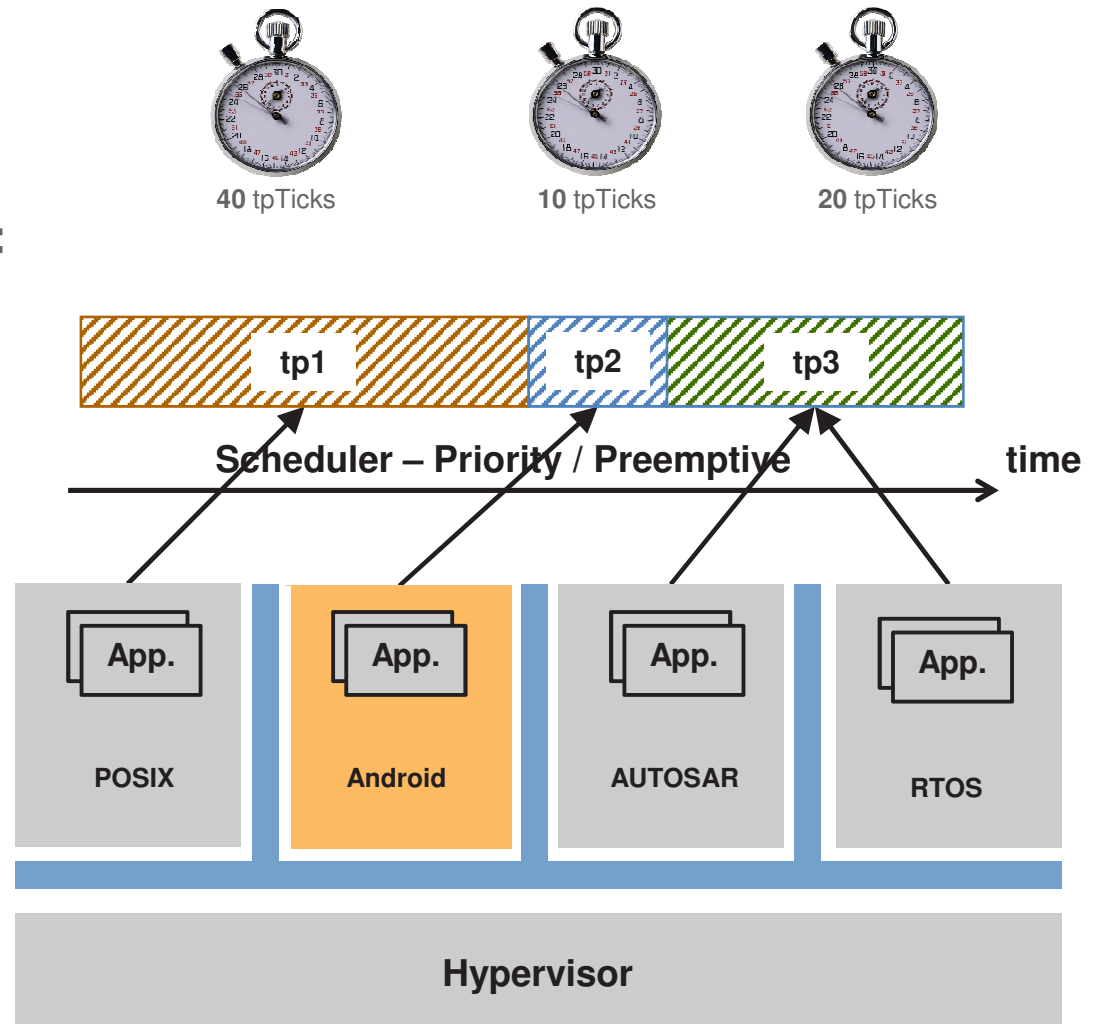 40 tpTicks
10 tpTicks
20 tpTicks
:
tp1
tp2
tp3
Scheduler – Priority / Preemptive
time
App.
App.
App.
App.
POSIX
Android
AUTOSAR
RTOS
Hypervisor